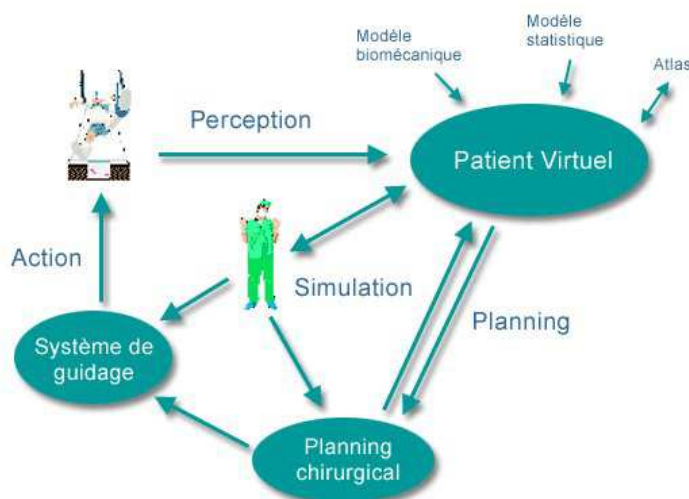 Modèle
biomécanique
Modèle
statistique
Atlas
Perception
Patient Virtuel
Action
Simulation
Planning
Système de
guidage
Planning
chirurgical